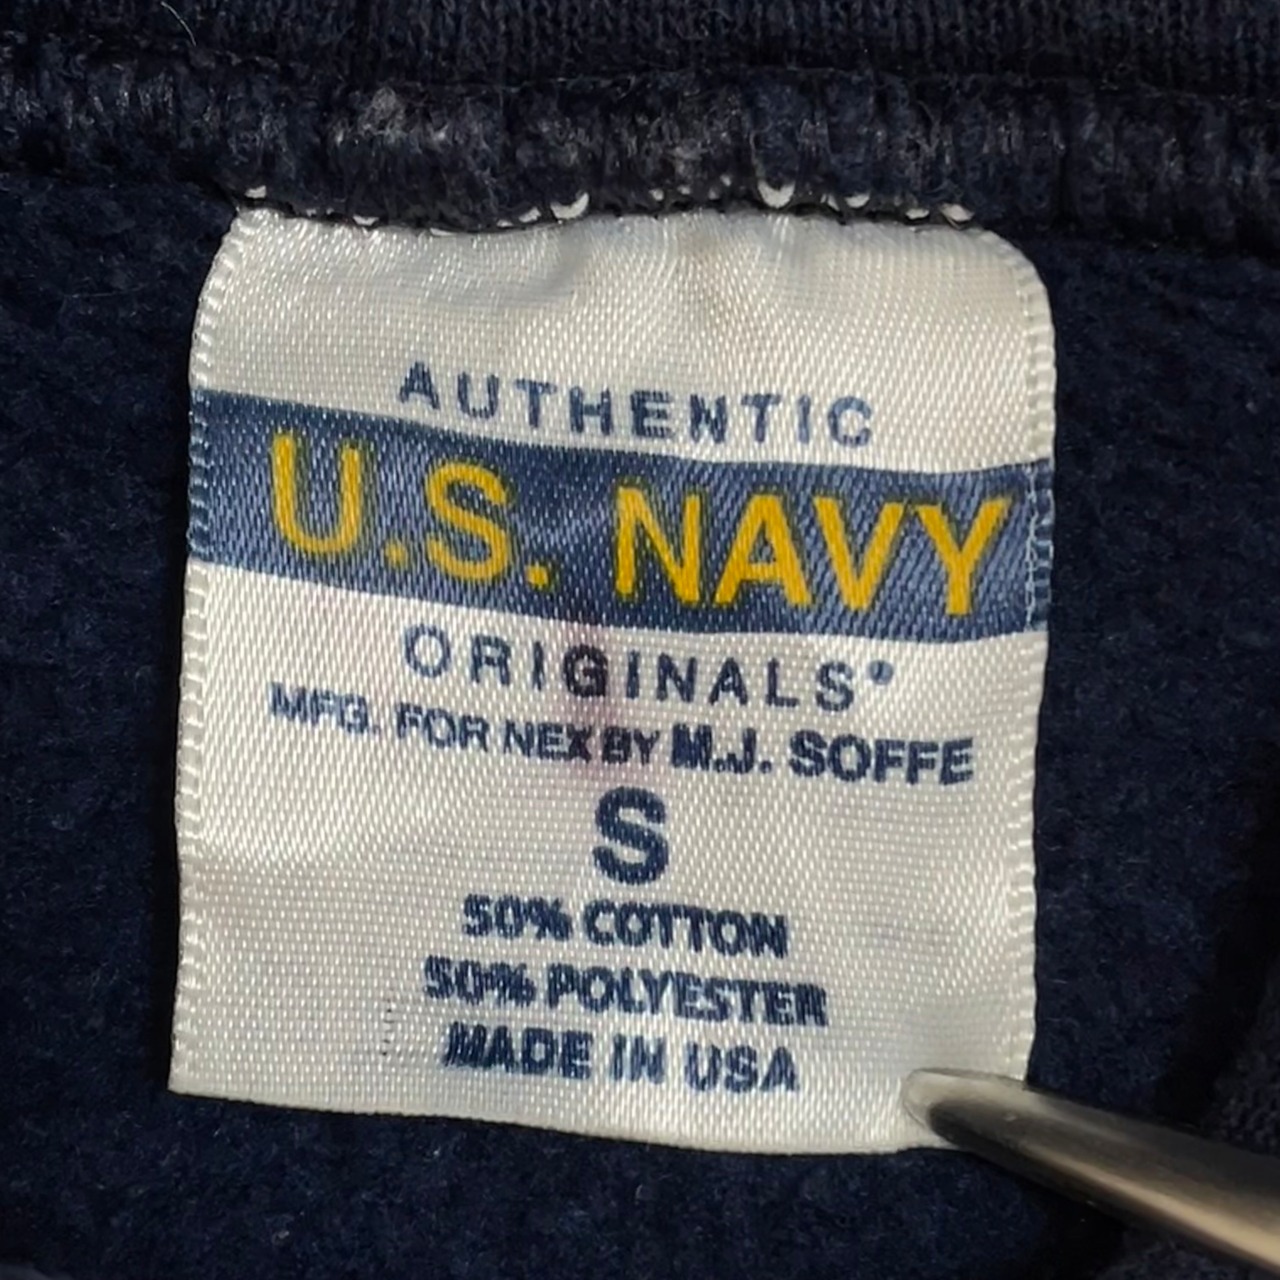 AUTHENTIC
U.S. NAVY
ORIGINALS®
MFG. FOR NEX BY M.J. SOFFE
S
50% COTTON
50% POLYESTER
MADE IN USA